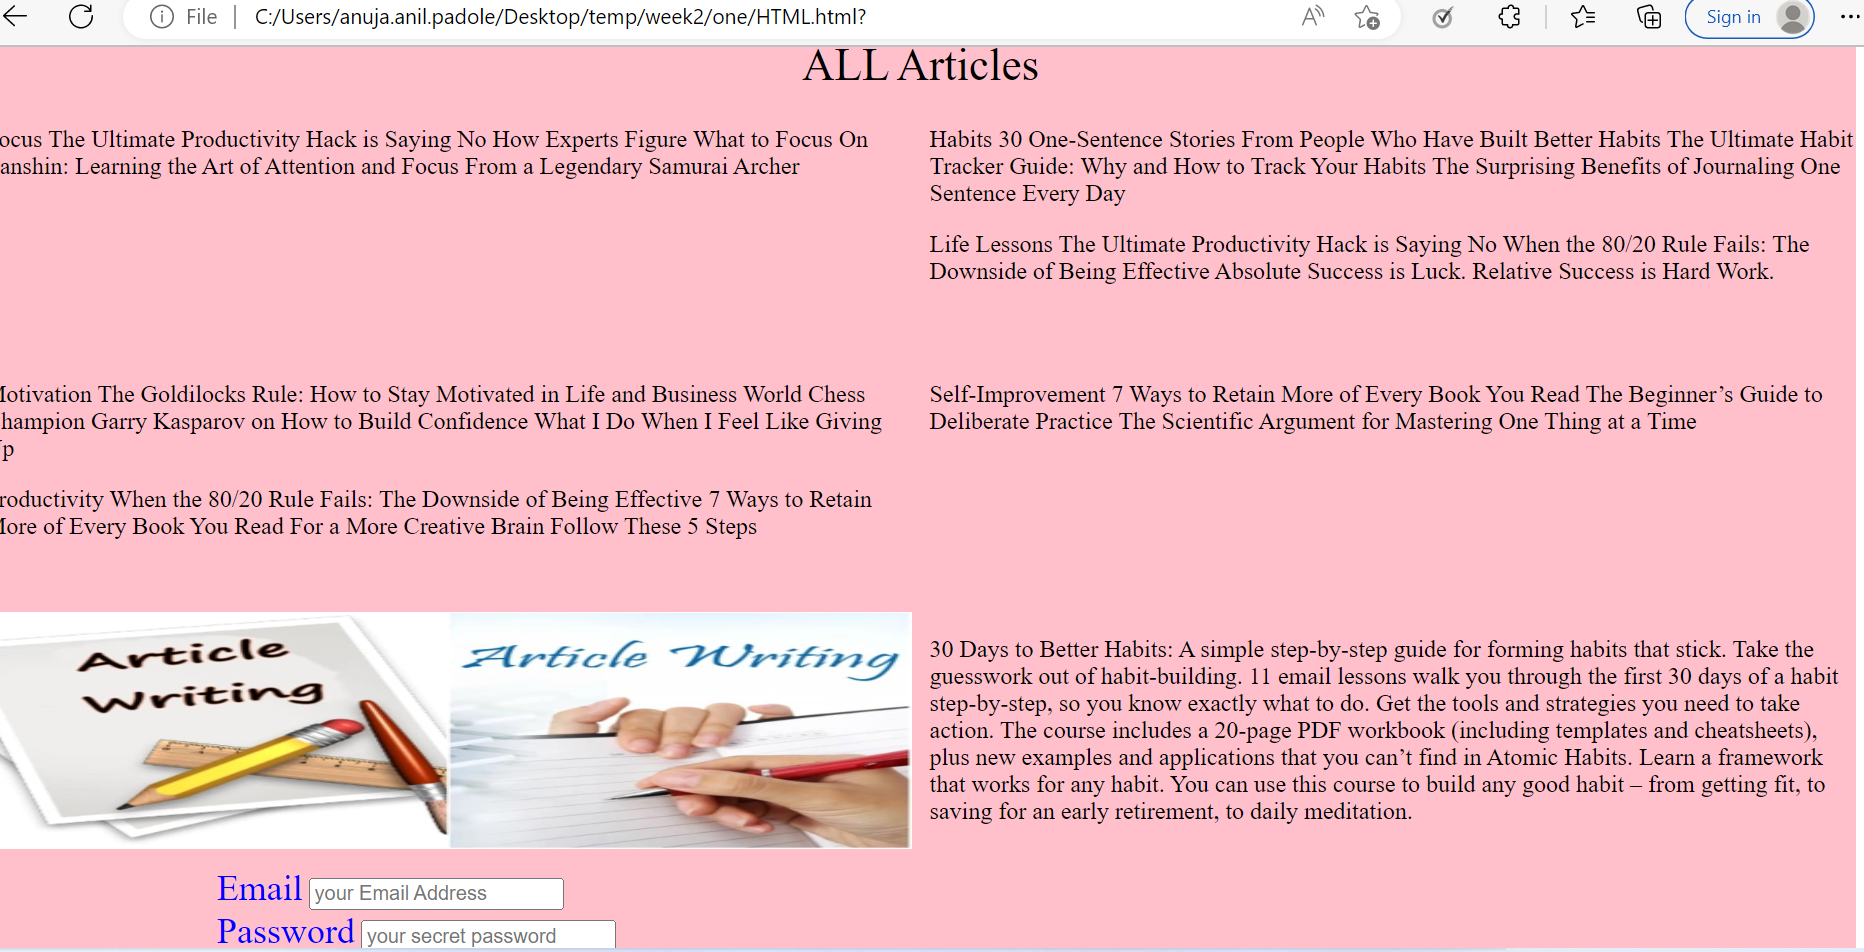 File
C:/Users/anuja.anil.padole/Desktop/temp/week2/one/HTML.html?
Sign in
ALL Articles
ocus The Ultimate Productivity Hack is Saying No How Experts Figure What to Focus On
anshin: Learning the Art of Attention and Focus From a Legendary Samurai Archer
Habits 30 One-Sentence Stories From People Who Have Built Better Habits The Ultimate Habit
Tracker Guide: Why and How to Track Your Habits The Surprising Benefits of Journaling One
Sentence Every Day
Life Lessons The Ultimate Productivity Hack is Saying No When the 80/20 Rule Fails: The
Downside of Being Effective Absolute Success is Luck. Relative Success is Hard Work.
otivation The Goldilocks Rule: How to Stay Motivated in Life and Business World Chess
hampion Garry Kasparov on How to Build Confidence What I Do When I Feel Like Giving
p
roductivity When the 80/20 Rule Fails: The Downside of Being Effective 7 Ways to Retain
ore of Every Book You Read For a More Creative Brain Follow These 5 Steps
Self-Improvement 7 Ways to Retain More of Every Book You Read The Beginner’s Guide to
Deliberate Practice The Scientific Argument for Mastering One Thing at a Time
Article
Writing
Article Writing
30 Days to Better Habits: A simple step-by-step guide for forming habits that stick. Take the
guesswork out of habit-building. 11 email lessons walk you through the first 30 days of a habit
step-by-step, so you know exactly what to do. Get the tools and strategies you need to take
action. The course includes a 20-page PDF workbook (including templates and cheatsheets),
plus new examples and applications that you can’t find in Atomic Habits. Learn a framework
that works for any habit. You can use this course to build any good habit – from getting fit, to
saving for an early retirement, to daily meditation.
Email your Email Address
Password your secret password